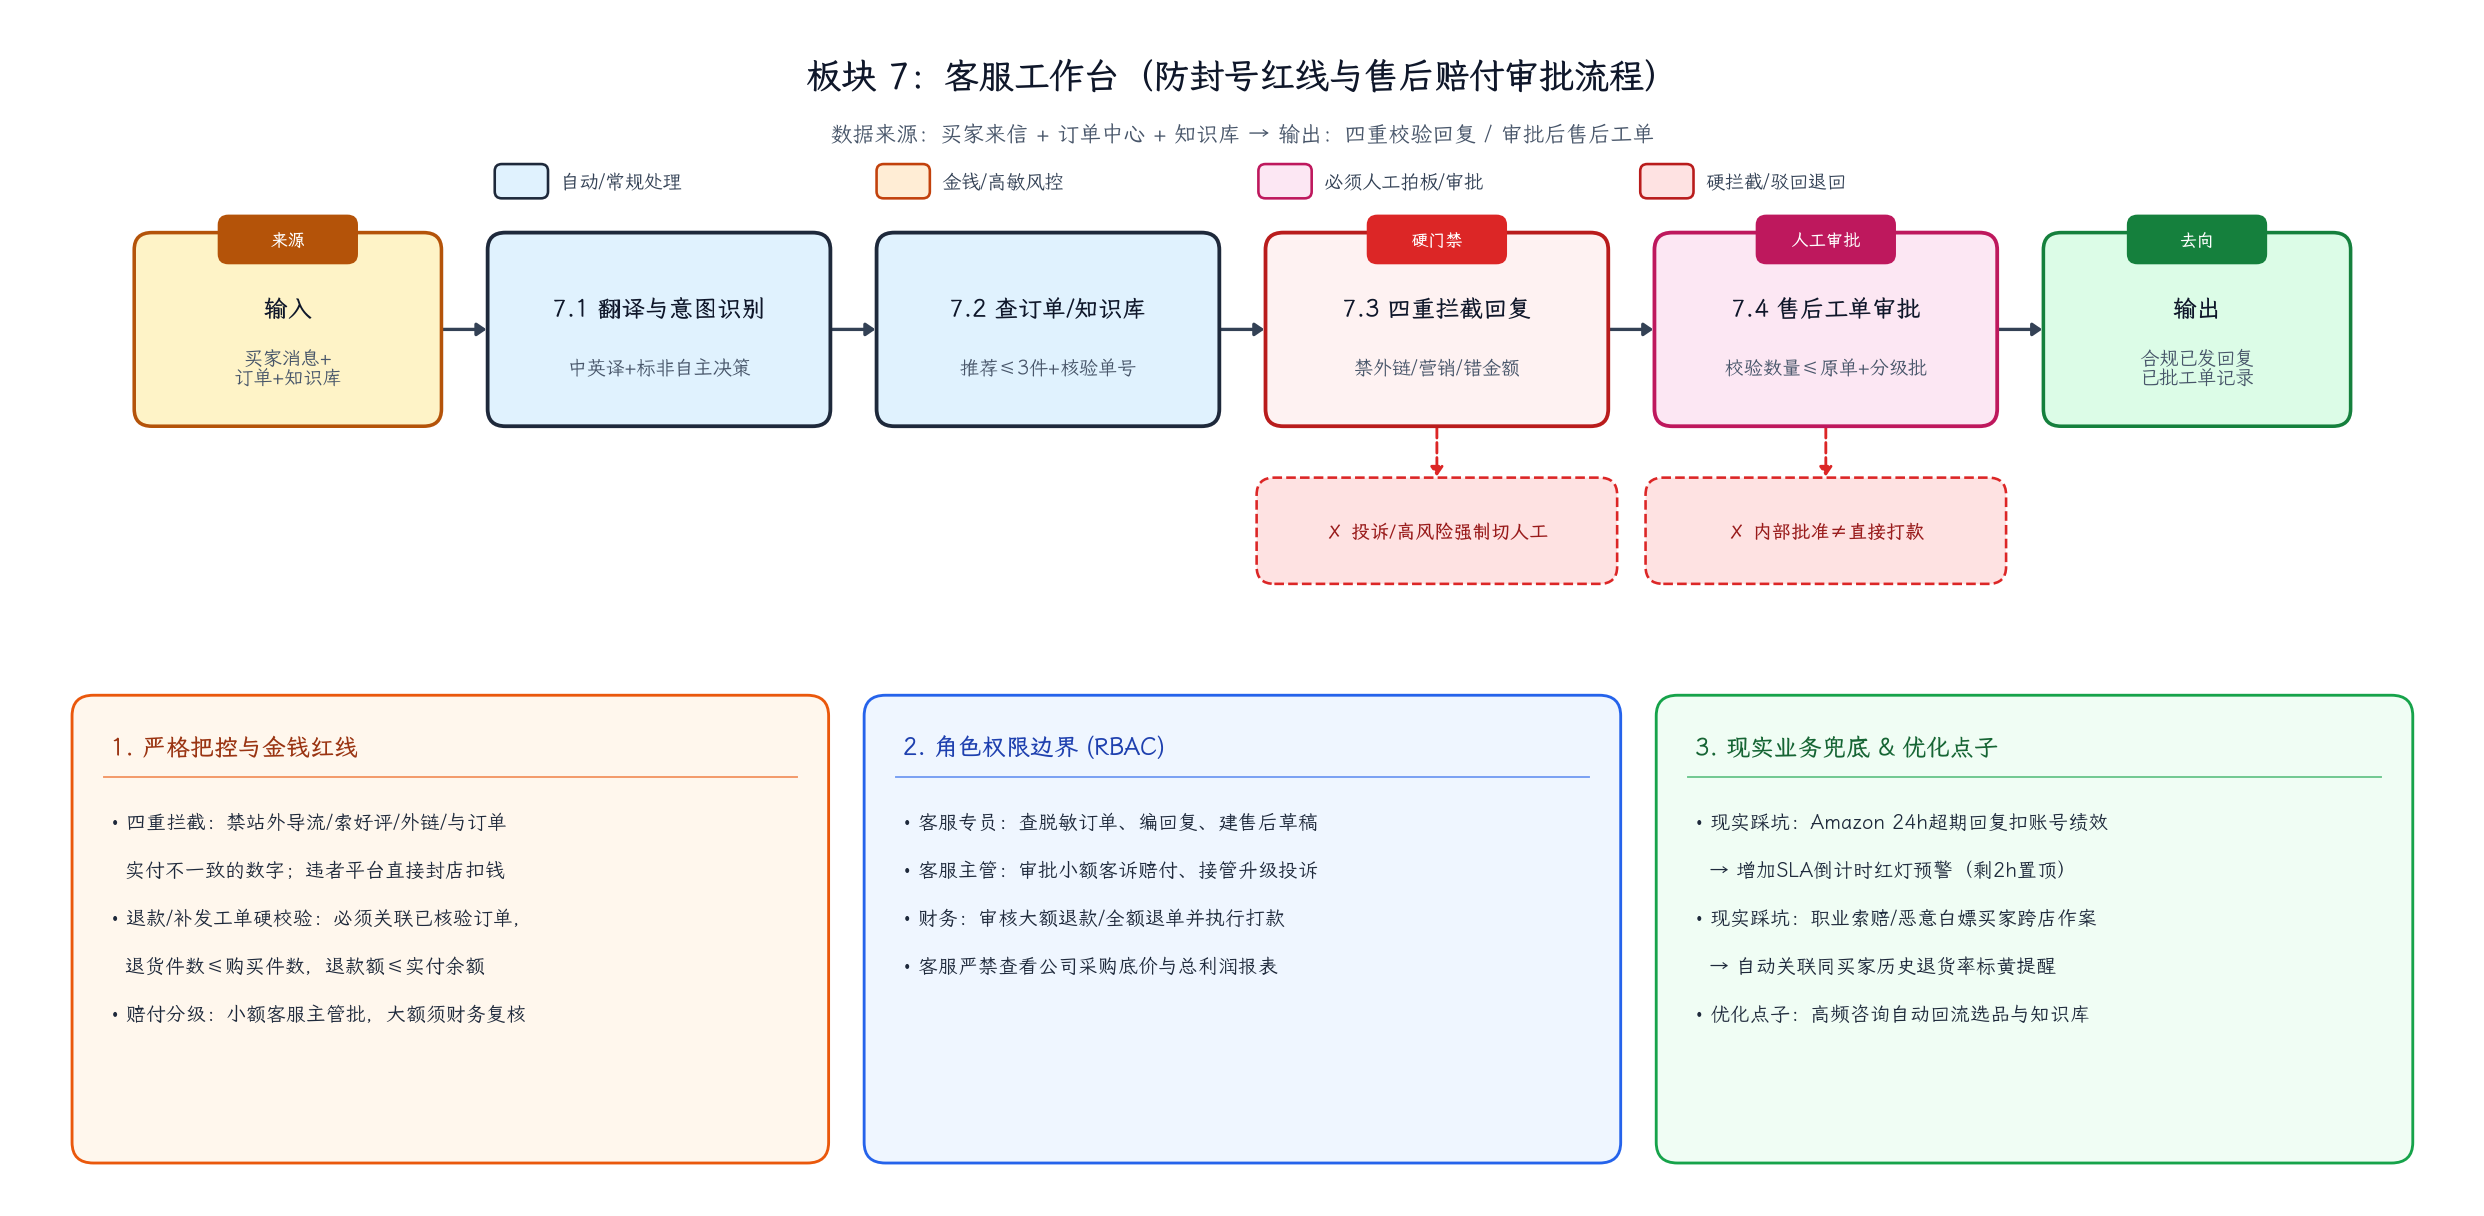 板块 7：客服工作台（防封号红线与售后赔付审批流程）
数据来源：买家来信 + 订单中心 + 知识库 → 输出：四重校验回复 / 审批后售后工单
自动/常规处理
金钱/高敏风控
必须人工拍板/审批
硬拦截/驳回退回
来源
输入
买家消息+
订单+知识库
7.1 翻译与意图识别
中英译+标非自主决策
7.2 查订单/知识库
推荐≤3件+核验单号
硬门禁
7.3 四重拦截回复
禁外链/营销/错金额
人工审批
7.4 售后工单审批
校验数量≤原单+分级批
去向
输出
合规已发回复
已批工单记录
X 投诉/高风险强制切人工
X 内部批准≠直接打款
1. 严格把控与金钱红线
• 四重拦截：禁站外导流/索好评/外链/与订单
实付不一致的数字；违者平台直接封店扣钱
• 退款/补发工单硬校验：必须关联已核验订单，
退货件数≤购买件数，退款额≤实付余额
• 赔付分级：小额客服主管批，大额须财务复核
2. 角色权限边界 (RBAC)
• 客服专员：查脱敏订单、编回复、建售后草稿
• 客服主管：审批小额客诉赔付、接管升级投诉
• 财务：审核大额退款/全额退单并执行打款
• 客服严禁查看公司采购底价与总利润报表
3. 现实业务兜底 & 优化点子
• 现实踩坑：Amazon 24h超期回复扣账号绩效
→ 增加SLA倒计时红灯预警（剩2h置顶）
• 现实踩坑：职业索赔/恶意白嫖买家跨店作案
→ 自动关联同买家历史退货率标黄提醒
• 优化点子：高频咨询自动回流选品与知识库